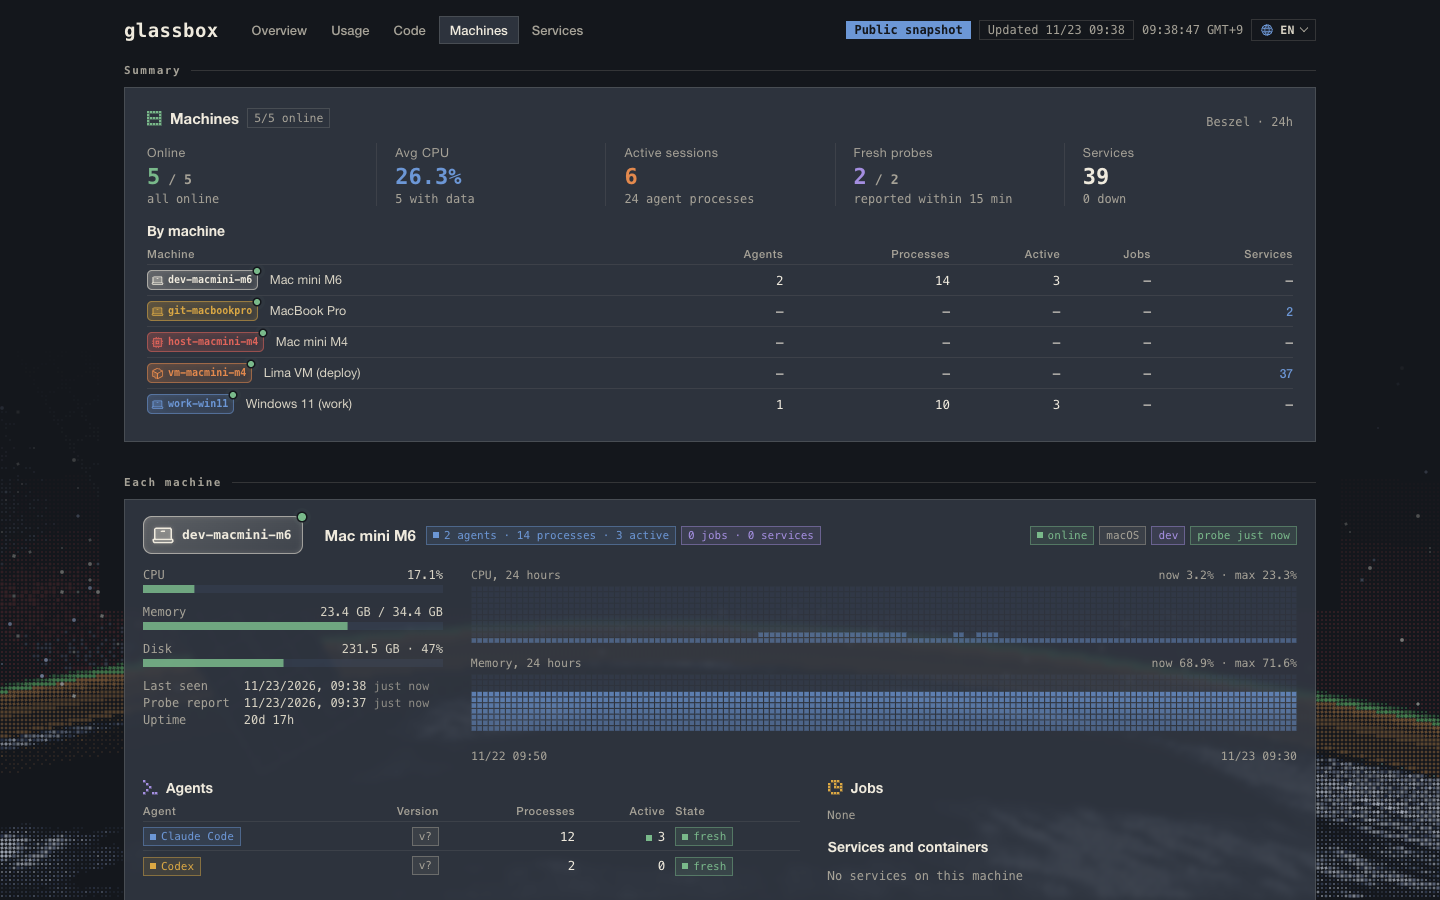 glassbox Overview Usage Code Machines Services Public snapshot Updated 11/23 09:38 09:38:47 GMT+9 EN
Summary
Machines 5/5 online Beszel · 24h
Online Avg CPU Active sessions Fresh probes Services
5 / 5 26.3% 6 2 / 2 39
all online 5 with data 24 agent processes reported within 15 min 0 down
By machine
Machine Agents Processes Active Jobs Services
dev-macmini-m6 Mac mini M6 2 14 3 — —
git-macbookpro MacBook Pro — — — — 2
host-macmini-m4 Mac mini M4 — — — — —
vm-macmini-m4 Lima VM (deploy) — — — — 37
work-win11 Windows 11 (work) 1 10 3 — —
Each machine
dev-macmini-m6 Mac mini M6 2 agents · 14 processes · 3 active 0 jobs · 0 services online macOS dev probe just now
CPU 17.1% CPU, 24 hours now 3.2% · max 23.3%
Memory 23.4 GB / 34.4 GB
Disk 231.5 GB · 47% Memory, 24 hours now 68.9% · max 71.6%
Last seen 11/23/2026, 09:38 just now
Probe report 11/23/2026, 09:37 just now
Uptime 20d 17h
11/22 09:50 11/23 09:30
Agents Jobs
Agent Version Processes Active State None
Claude Code v? 12 3 fresh
Services and containers
Codex v? 2 0 fresh
No services on this machine